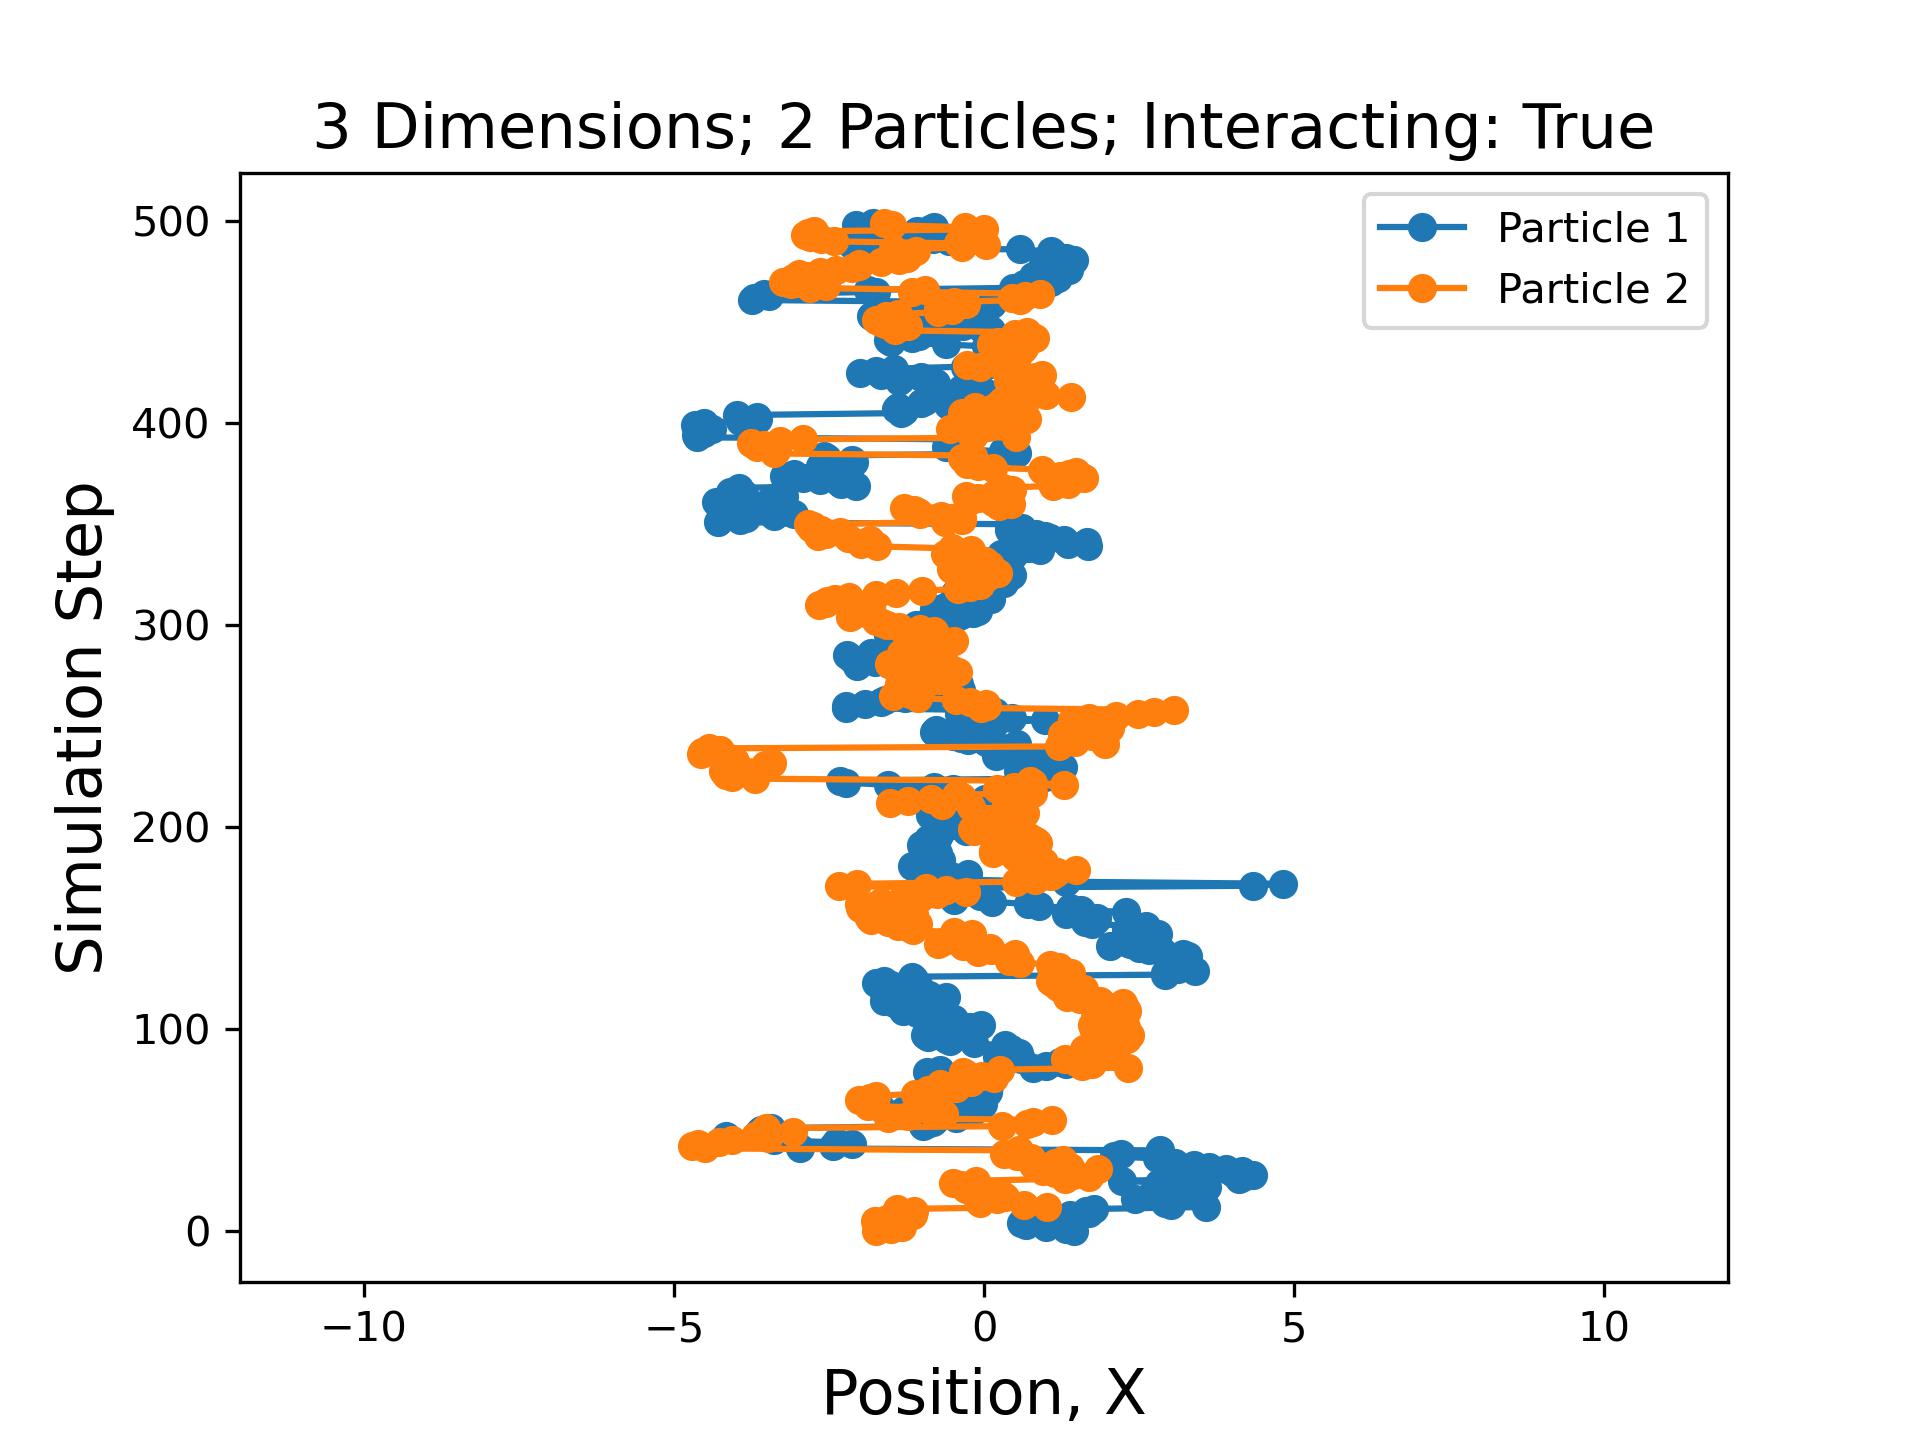 3 Dimensions; 2 Particles; Interacting: True
Particle 1
Particle 2
500
400
300
200
100
0
Simulation Step
−10
−5
0
5
10
Position, X